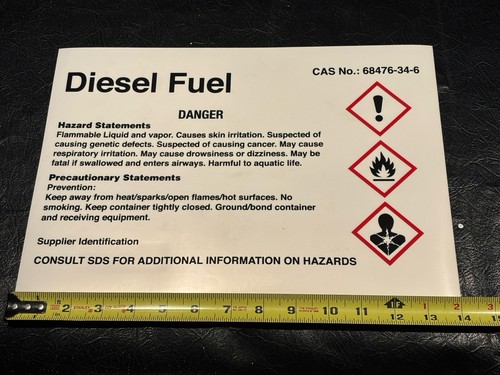 Diesel Fuel
CAS No.: 68476-34-6
DANGER
Hazard Statements
Flammable Liquid and vapor. Causes skin irritation. Suspected of
causing genetic defects. Suspected of causing cancer. May cause
respiratory irritation. May cause drowsiness or dizziness. May be
fatal if swallowed and enters airways. Harmful to aquatic life.
Precautionary Statements
Prevention:
Keep away from heat/sparks/open flames/hot surfaces. No
smoking. Keep container tightly closed. Ground/bond container
and receiving equipment.
Supplier Identification
CONSULT SDS FOR ADDITIONAL INFORMATION ON HAZARDS
2 3 4 5 6 7 8 9 10 11 1 2 3
12 13 14